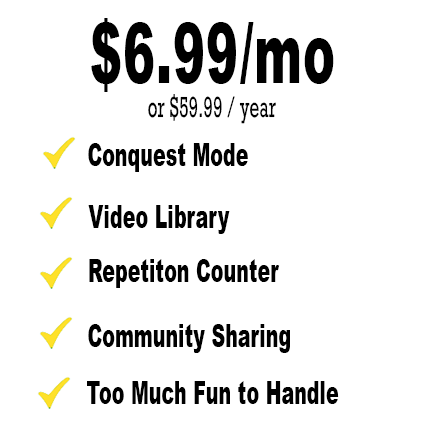 $6.99/mo
or $59.99 / year
Conquest Mode
Video Library
Repetiton Counter
Community Sharing
Too Much Fun to Handle